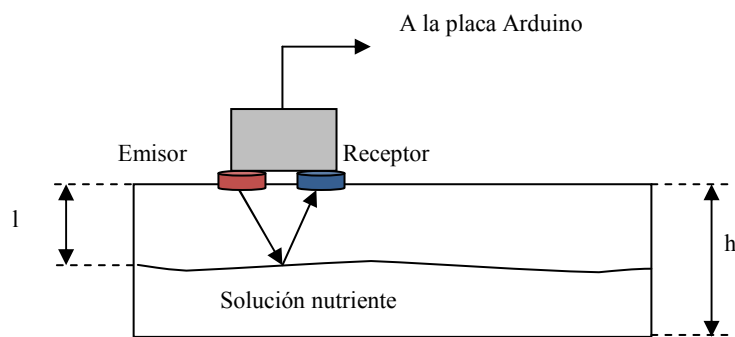 A la placa Arduino
Emisor
Receptor
l
h
Solución nutriente